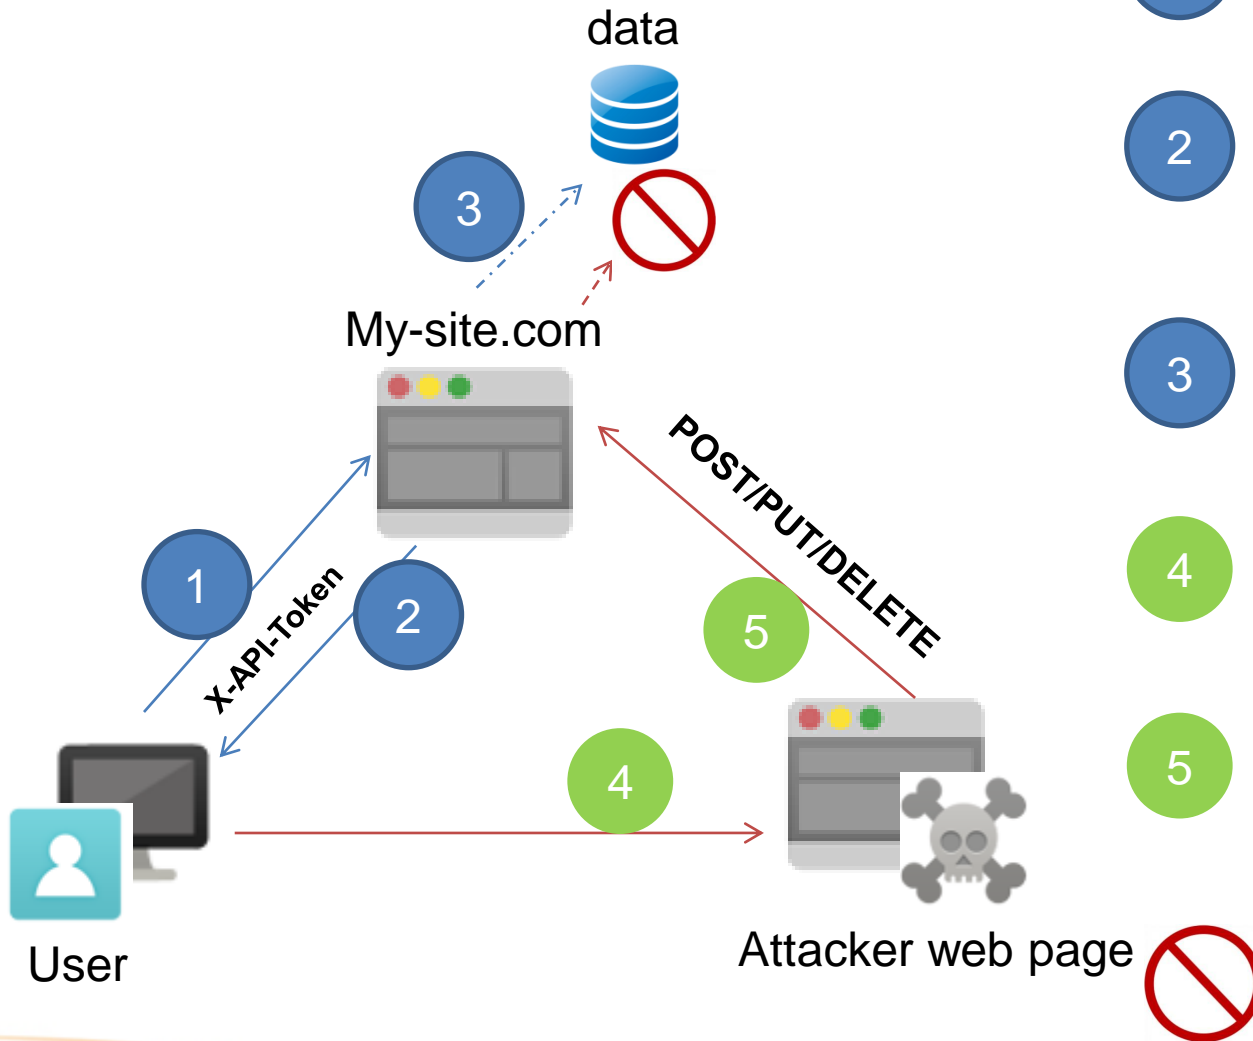 data
2
3
My-site.com
3
POST/PUT/DELETE
1
X-API-Token
2
5
4
4
5
User
Attacker web page